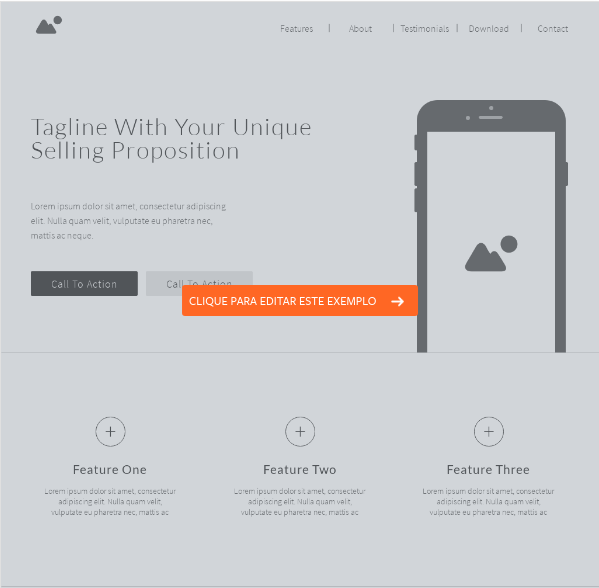 Features | About | Testimonials | Download | Contact
Tagline With Your Unique
Selling Proposition
Lorem ipsum dolor sit amet, consectetur adipiscing
elit. Nulla quam velit, vulputate eu pharetra nec,
mattis ac neque.
Call To Action
Call To Action
CLIQUE PARA EDITAR ESTE EXEMPLO
Feature One
Lorem ipsum dolor sit amet, consectetur
adipiscing elit. Nulla quam velit,
vulputate eu pharetra nec, mattis ac
Feature Two
Lorem ipsum dolor sit amet, consectetur
adipiscing elit. Nulla quam velit,
vulputate eu pharetra nec, mattis ac
Feature Three
Lorem ipsum dolor sit amet, consectetur
adipiscing elit. Nulla quam velit,
vulputate eu pharetra nec, mattis ac